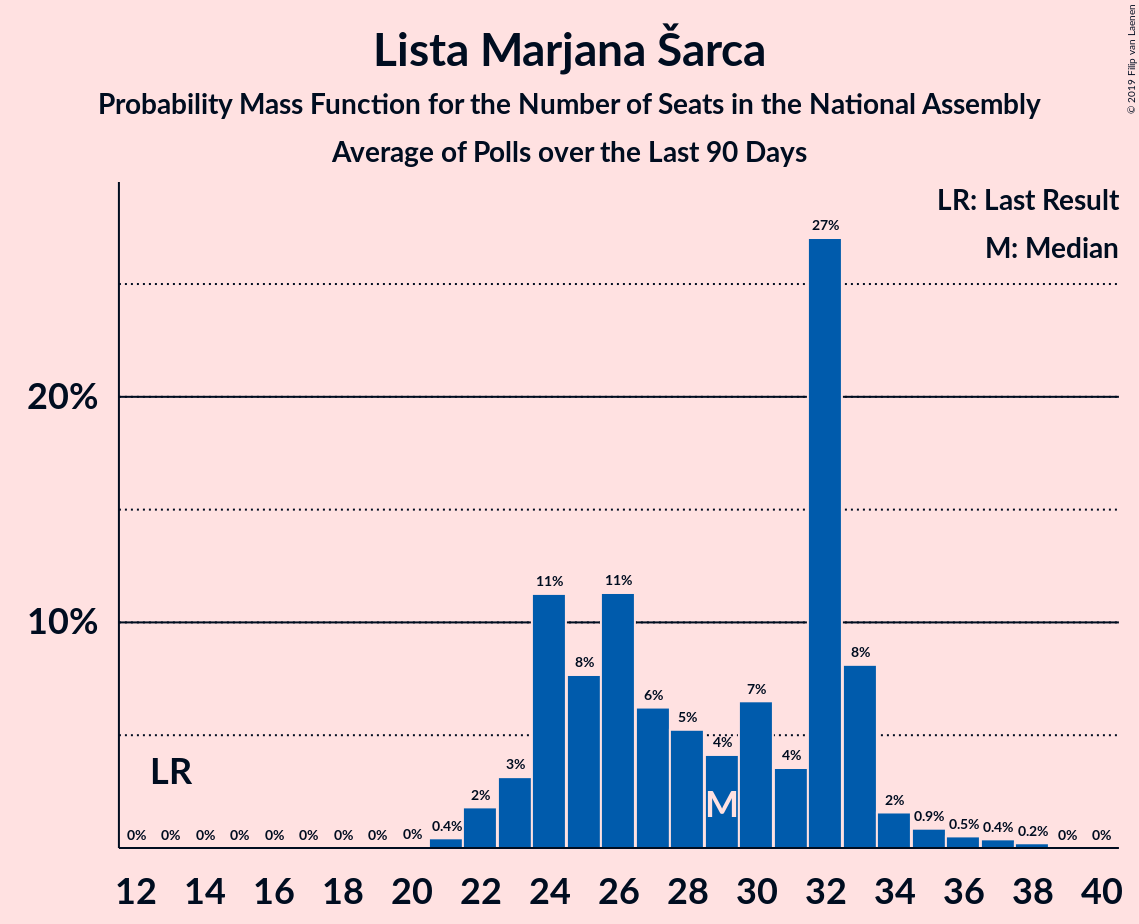 Lista Marjana Šarca
Probability Mass Function for the Number of Seats in the National Assembly
Average of Polls over the Last 90 Days
© 2019 Filip van Laenen
LR: Last Result
M: Median
20%
10%
LR
M
0% 0% 0% 0% 0% 0% 0% 0% 0% 0.4% 2% 3% 11% 8% 11% 6% 5% 4% 7% 4% 27% 8% 2% 0.9% 0.5% 0.4% 0.2% 0% 0%
12 14 16 18 20 22 24 26 28 30 32 34 36 38 40